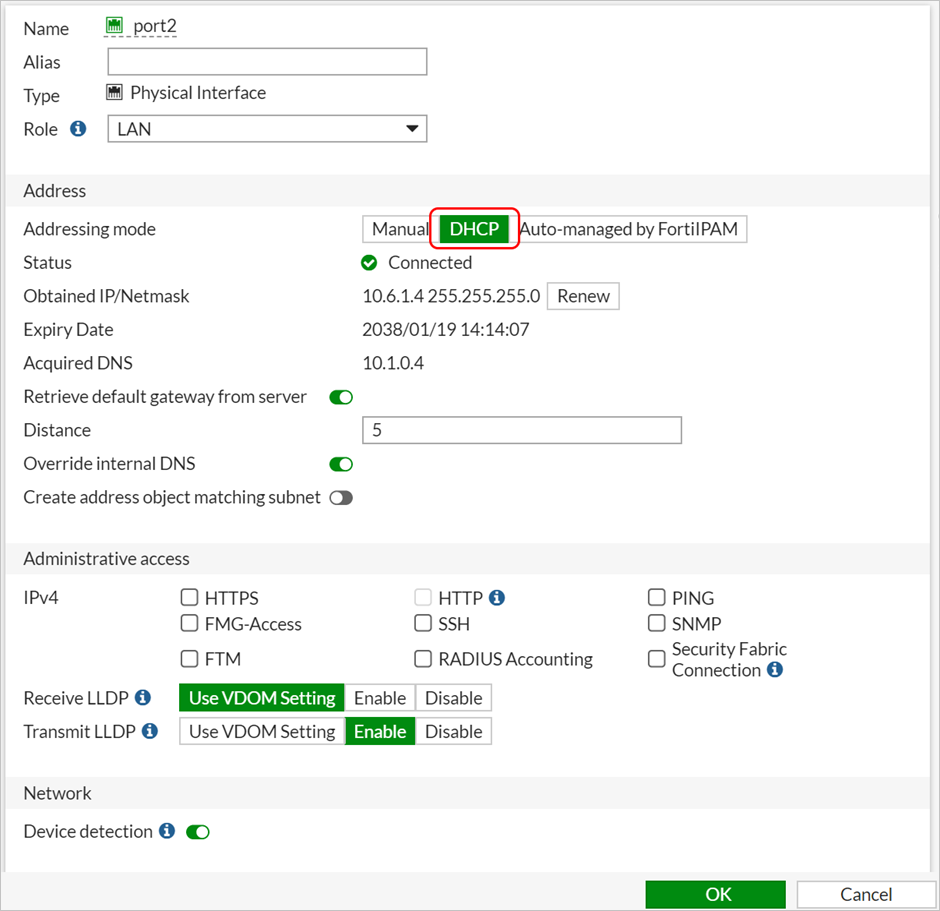 Name port2
Alias
Type Physical Interface
Role LAN
Address
Addressing mode Manual DHCP Auto-managed by FortiIPAM
Status Connected
Obtained IP/Netmask 10.6.1.4 255.255.255.0 Renew
Expiry Date 2038/01/19 14:14:07
Acquired DNS 10.1.0.4
Retrieve default gateway from server
Distance 5
Override internal DNS
Create address object matching subnet
Administrative access
IPv4 HTTPS HTTP PING
FMG-Access SSH SNMP
FTM RADIUS Accounting Security Fabric
Connection
Receive LLDP Use VDOM Setting Enable Disable
Transmit LLDP Use VDOM Setting Enable Disable
Network
Device detection
OK Cancel